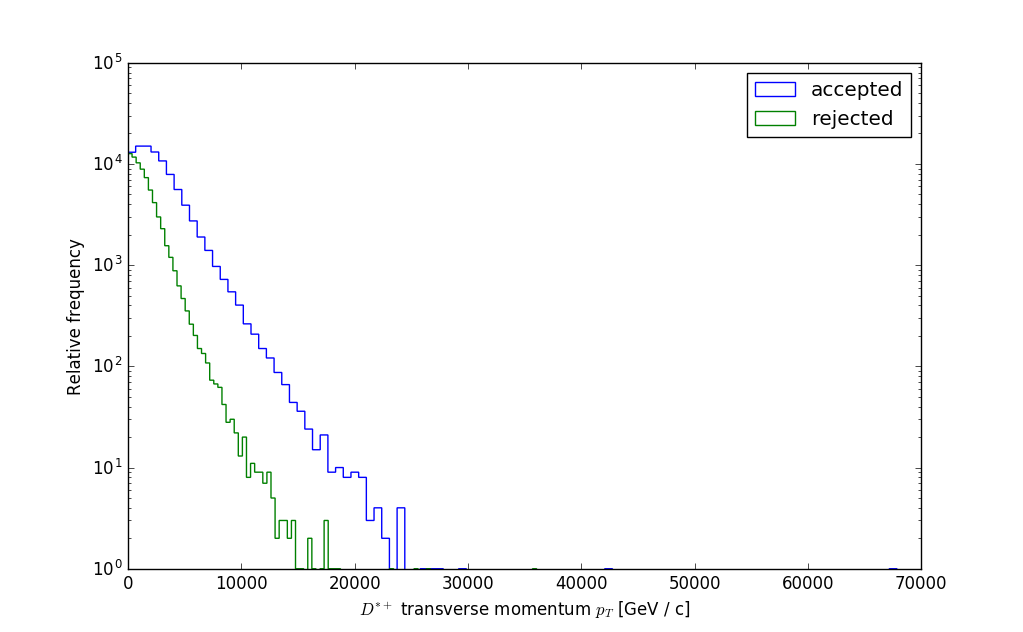 10^5
10^4
10^3
10^2
10^1
10^0
Relative frequency
accepted
rejected
0 10000 20000 30000 40000 50000 60000 70000
D*+ transverse momentum p_T [GeV / c]